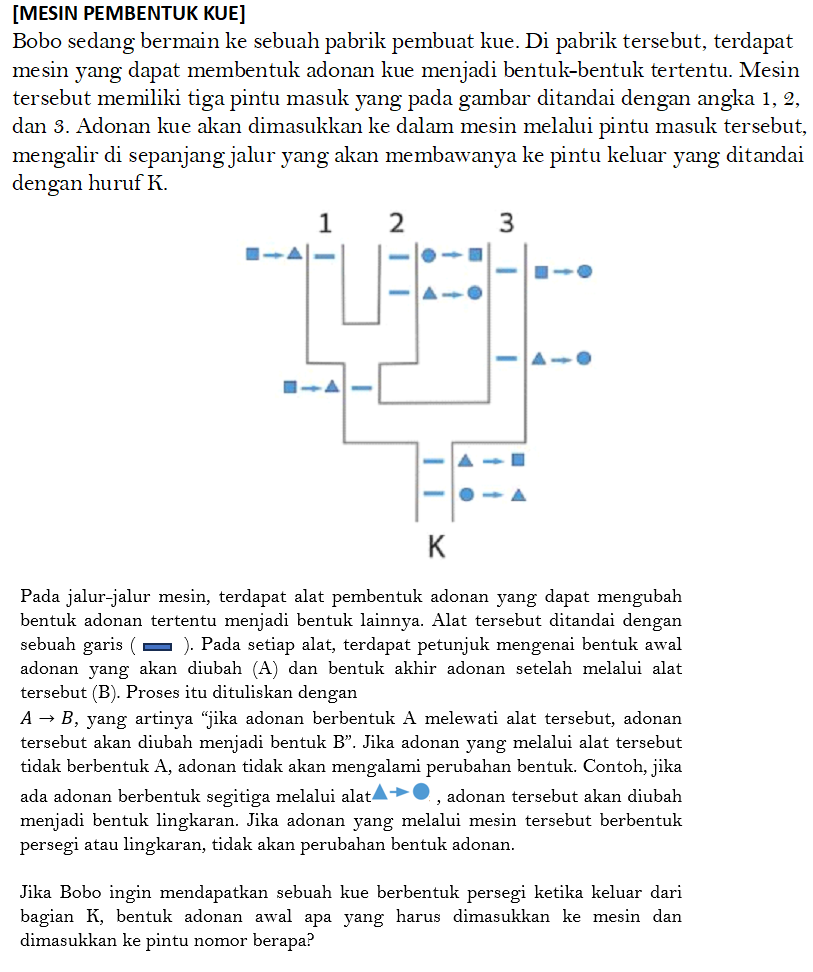 [MESIN PEMBENTUK KUE]
Bobo sedang bermain ke sebuah pabrik pembuat kue. Di pabrik tersebut, terdapat
mesin yang dapat membentuk adonan kue menjadi bentuk-bentuk tertentu. Mesin
tersebut memiliki tiga pintu masuk yang pada gambar ditandai dengan angka 1, 2,
dan 3. Adonan kue akan dimasukkan ke dalam mesin melalui pintu masuk tersebut,
mengalir di sepanjang jalur yang akan membawanya ke pintu keluar yang ditandai
dengan huruf K.
1 2 3
K
Pada jalur-jalur mesin, terdapat alat pembentuk adonan yang dapat mengubah
bentuk adonan tertentu menjadi bentuk lainnya. Alat tersebut ditandai dengan
sebuah garis ( ). Pada setiap alat, terdapat petunjuk mengenai bentuk awal
adonan yang akan diubah (A) dan bentuk akhir adonan setelah melalui alat
tersebut (B). Proses itu dituliskan dengan
A → B, yang artinya “jika adonan berbentuk A melewati alat tersebut, adonan
tersebut akan diubah menjadi bentuk B”. Jika adonan yang melalui alat tersebut
tidak berbentuk A, adonan tidak akan mengalami perubahan bentuk. Contoh, jika
ada adonan berbentuk segitiga melalui alat▲→●, adonan tersebut akan diubah
menjadi bentuk lingkaran. Jika adonan yang melalui mesin tersebut berbentuk
persegi atau lingkaran, tidak akan perubahan bentuk adonan.
Jika Bobo ingin mendapatkan sebuah kue berbentuk persegi ketika keluar dari
bagian K, bentuk adonan awal apa yang harus dimasukkan ke mesin dan
dimasukkan ke pintu nomor berapa?